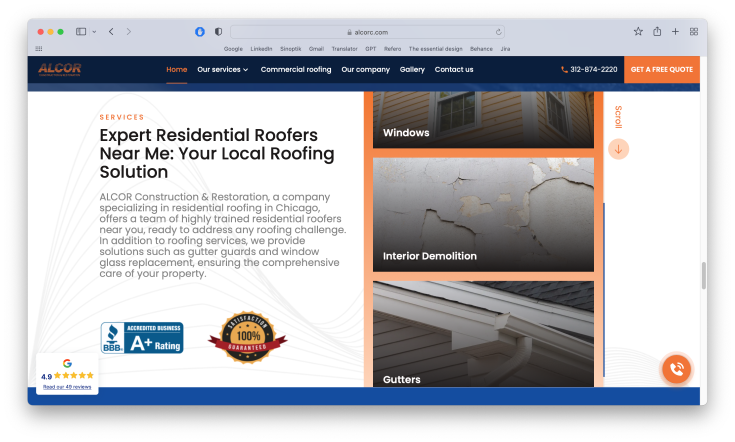 alcorc.com
Google LinkedIn Sinoptik Gmail Translator GPT Refers The essential design Behance Jira
ALCOR
Home Our services Commercial roofing Our company Gallery Contact us 312-874-2220 GET A FREE QUOTE
SERVICES
Expert Residential Roofers
Near Me: Your Local Roofing
Solution
ALCOR Construction & Restoration, a company
specializing in residential roofing in Chicago,
offers a team of highly trained residential roofers
near you, ready to address any roofing challenge.
In addition to roofing services, we provide
solutions such as gutter guards and window
glass replacement, ensuring the comprehensive
care of your property.
BBB
ACCREDITED BUSINESS
A+ Rating
SATISFACTION
100%
GUARANTEED
4.9
Read our 49 reviews
Windows
Interior Demolition
Gutters
Scroll